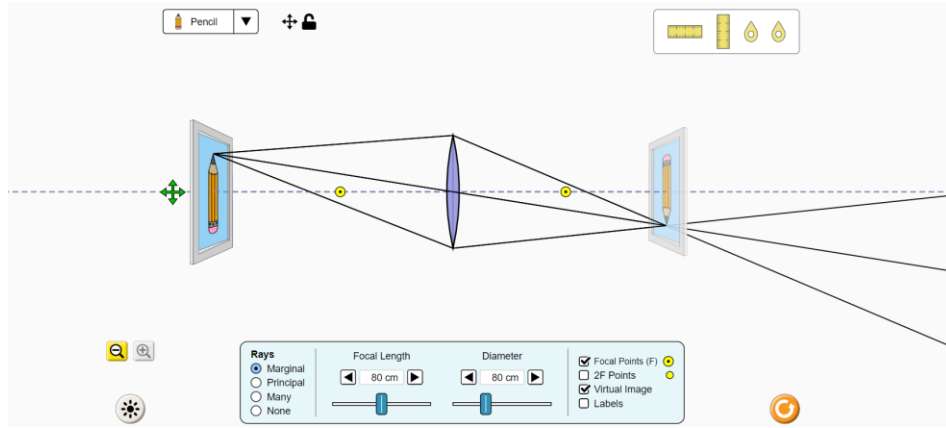 Pencil
Rays
Marginal
Principal
Many
None
Focal Length
80 cm
Diameter
80 cm
Focal Points (F)
2F Points
Virtual Image
Labels